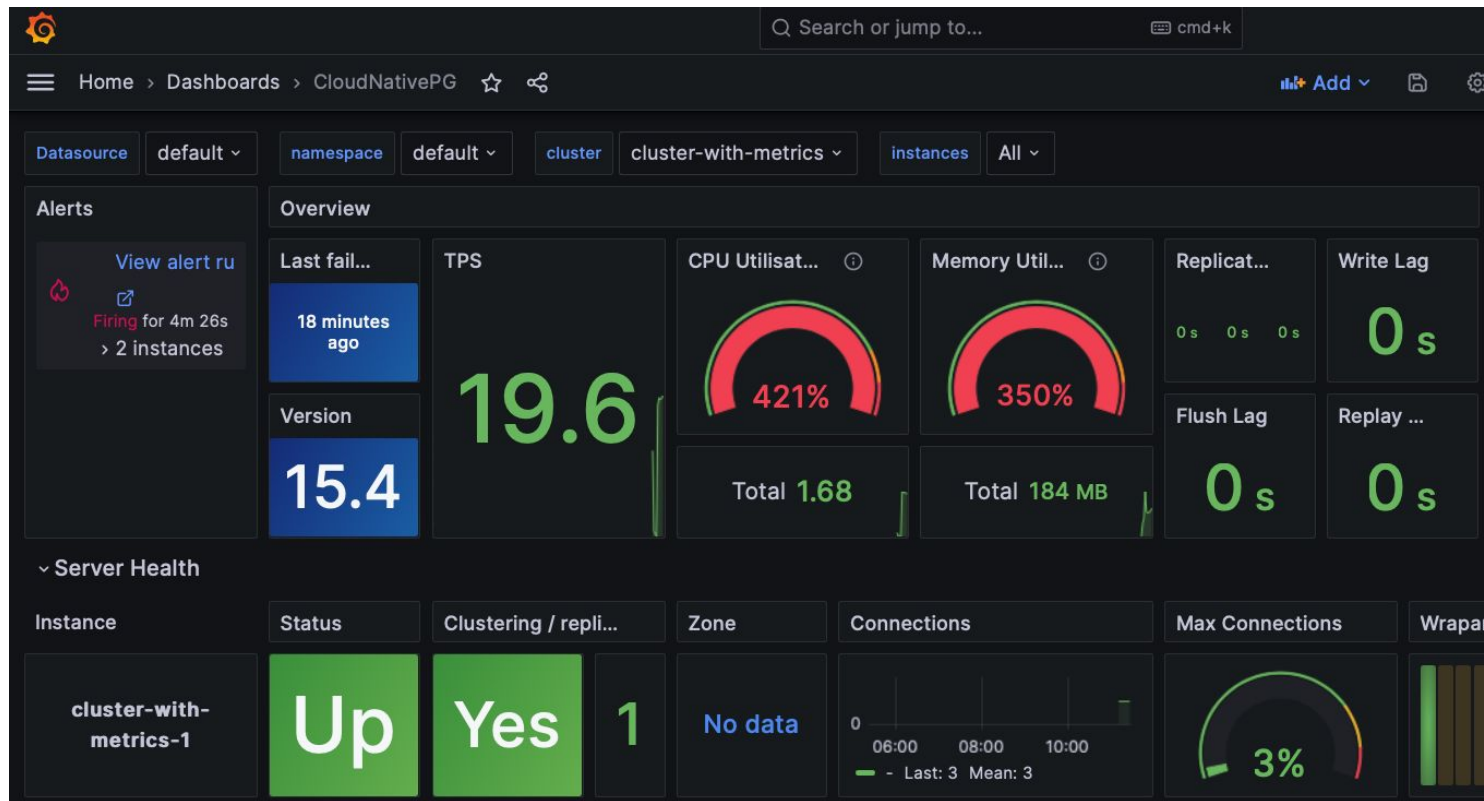 Search or jump to...
cmd+k
Home › Dashboards › CloudNativePG
Add
Datasource
default
namespace
default
cluster
cluster-with-metrics
instances
All
Alerts
View alert ru
Firing for 4m 26s
› 2 instances
Overview
Last fail...
18 minutes
ago
Version
15.4
TPS
19.6
CPU Utilisat...
421%
Total 1.68
Memory Util...
350%
Total 184 MB
Replicat...
0 s 0 s 0 s
Write Lag
0 s
Flush Lag
0 s
Replay ...
0 s
Server Health
Instance
Status
Clustering / repli...
Zone
Connections
Max Connections
Wrapar
cluster-with-
metrics-1
Up
Yes
1
No data
0
06:00 08:00 10:00
- Last: 3 Mean: 3
3%